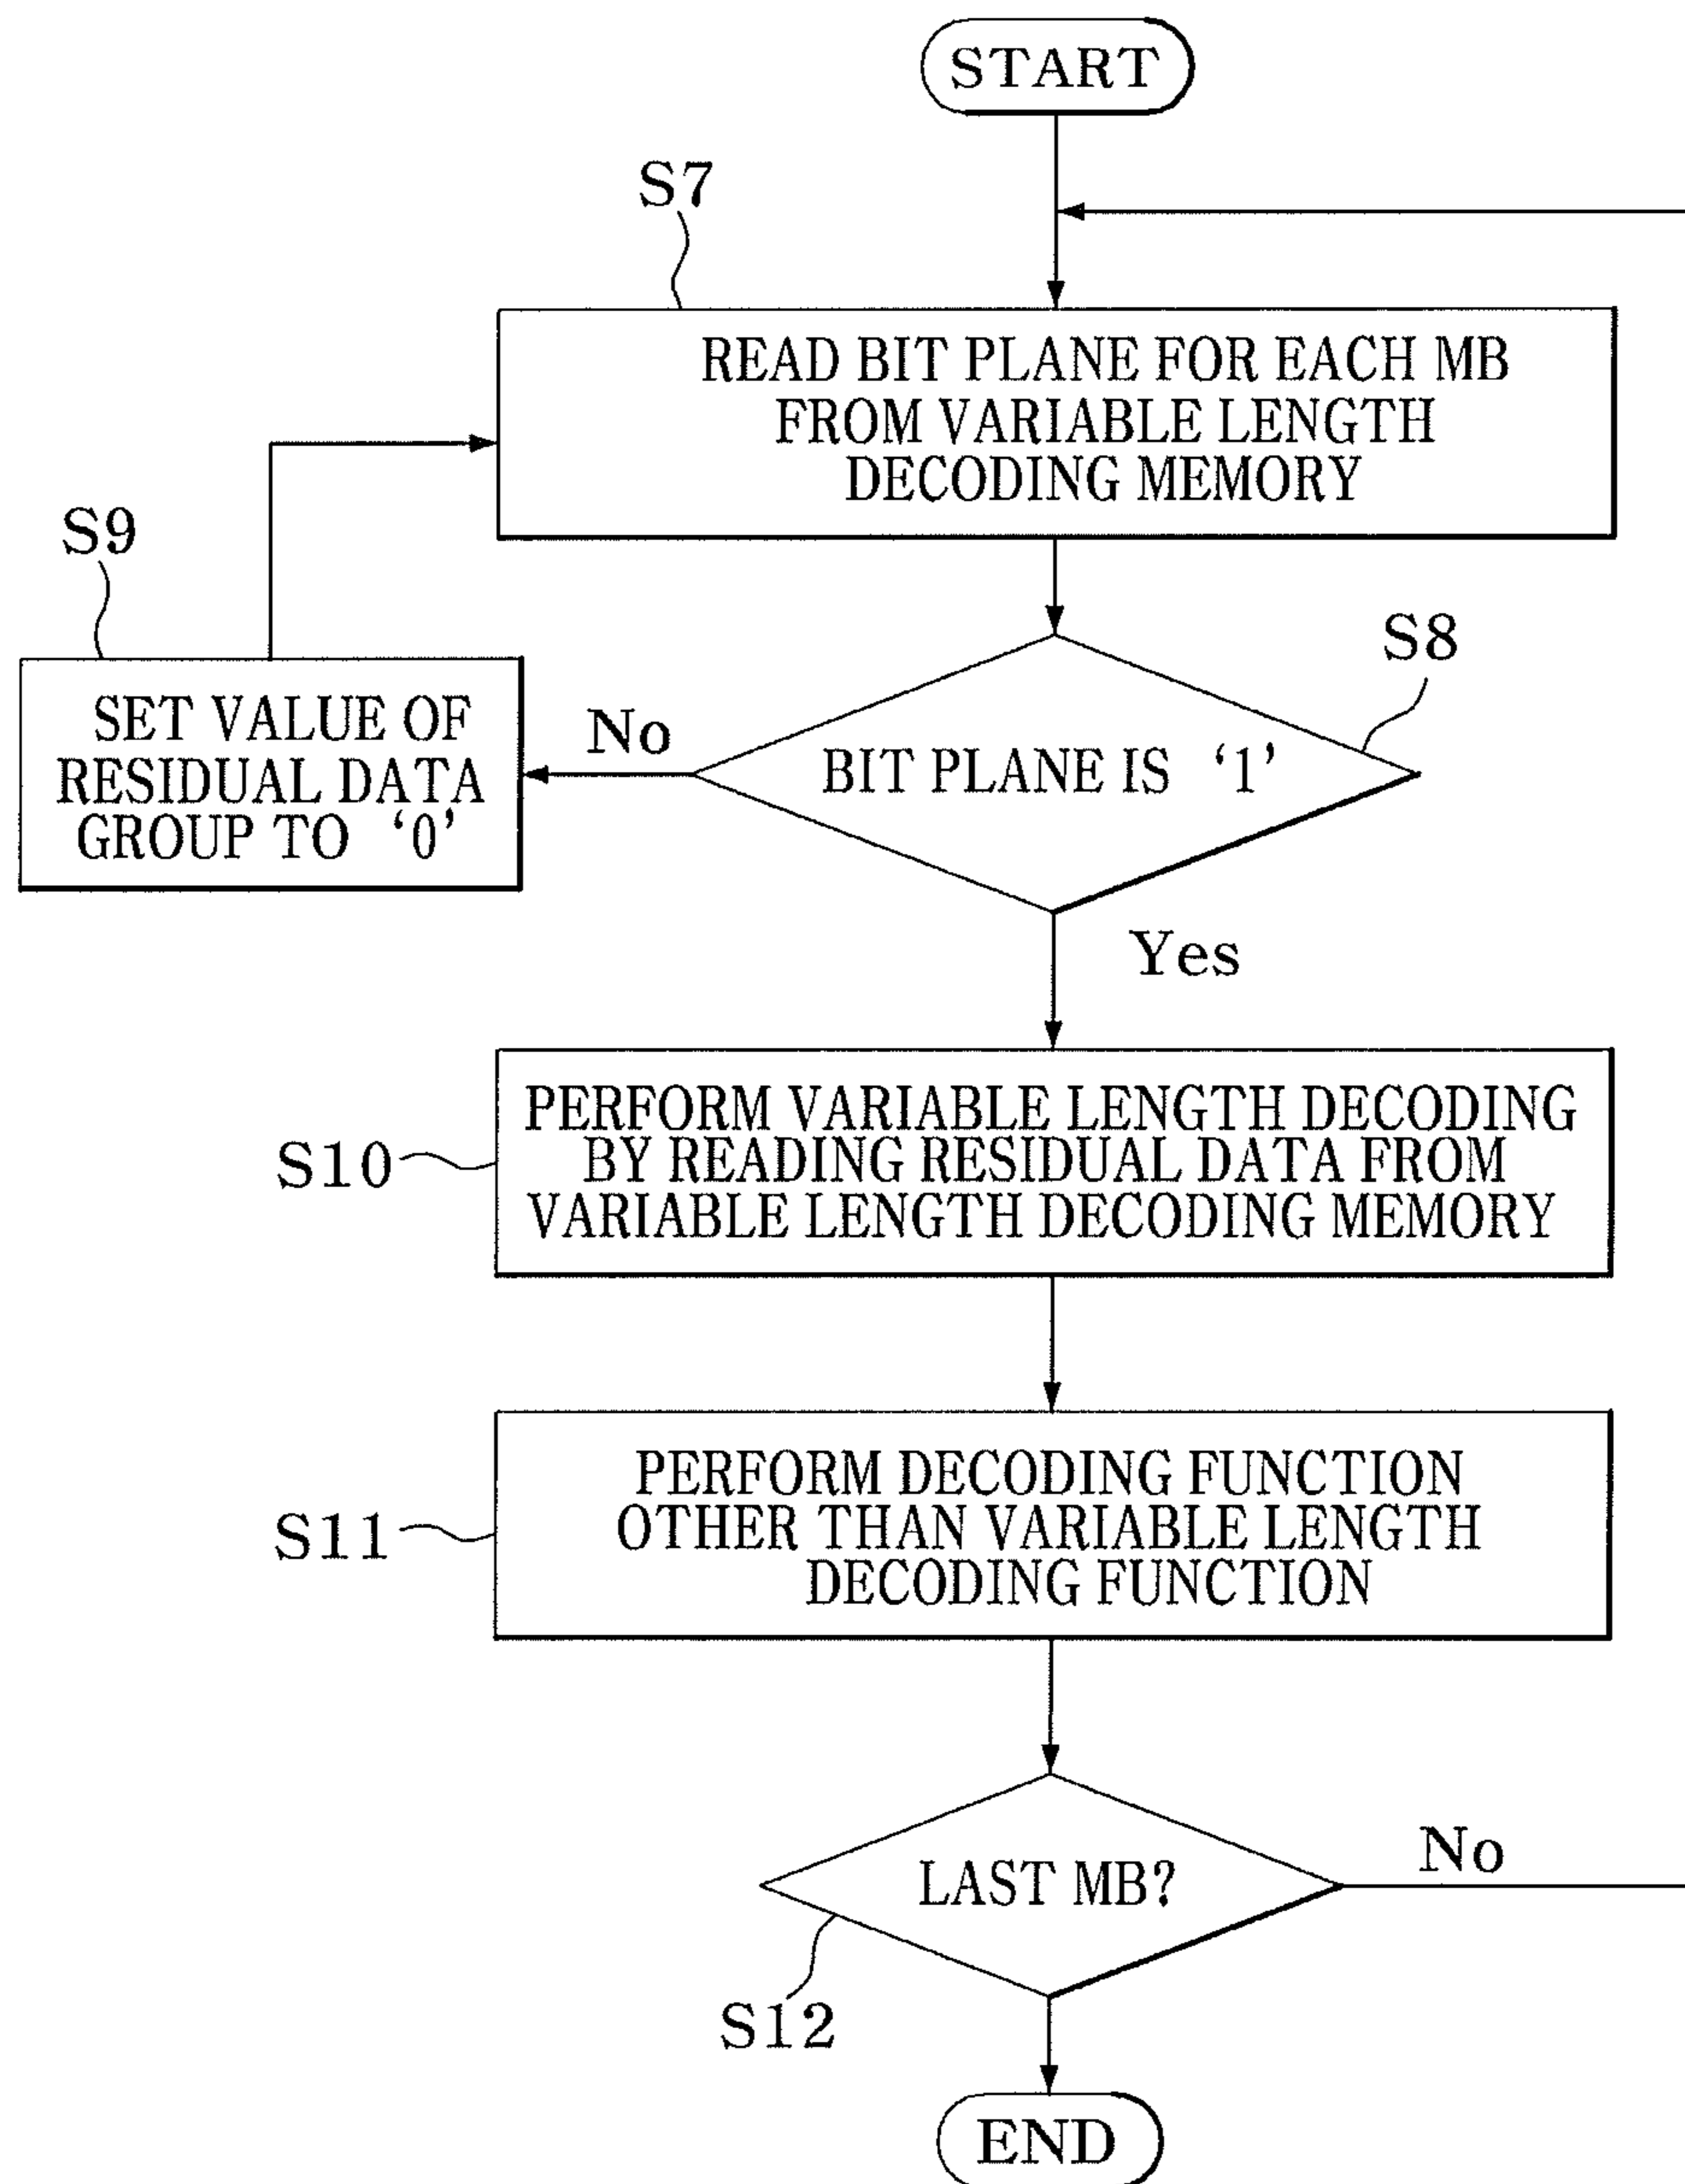 START
S7
READ BIT PLANE FOR EACH MB
FROM VARIABLE LENGTH
DECODING MEMORY
S9
SET VALUE OF
RESIDUAL DATA
GROUP TO ‘0’
No
S8
BIT PLANE IS ‘1’
Yes
S10
PERFORM VARIABLE LENGTH DECODING
BY READING RESIDUAL DATA FROM
VARIABLE LENGTH DECODING MEMORY
S11
PERFORM DECODING FUNCTION
OTHER THAN VARIABLE LENGTH
DECODING FUNCTION
LAST MB?
No
S12
END